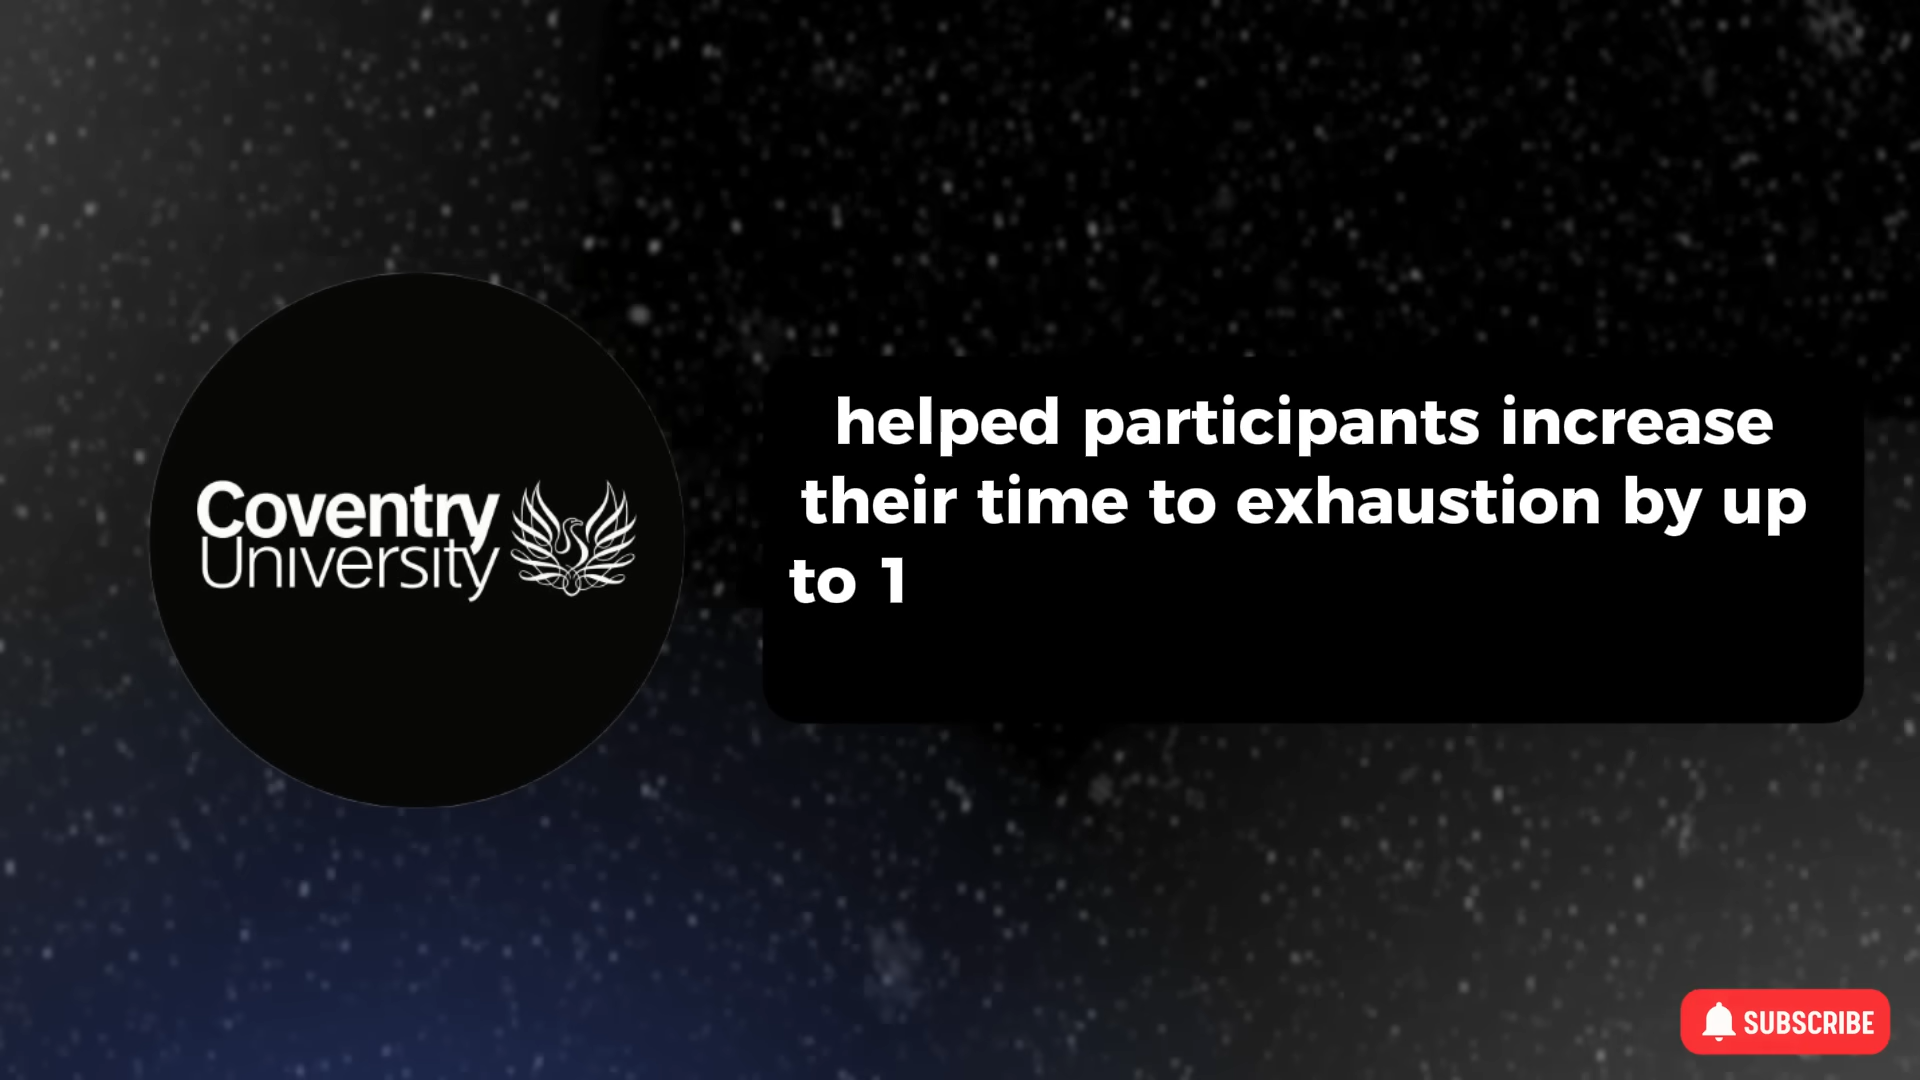 Coventry
University
helped participants increase
their time to exhaustion by up
to 1
SUBSCRIBE